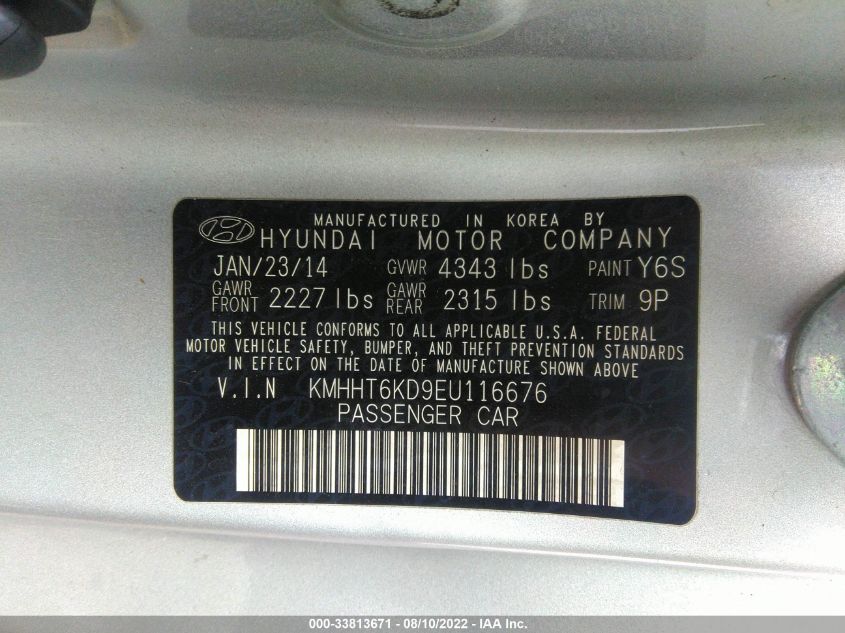 MANUFACTURED IN KOREA BY
HYUNDAI MOTOR COMPANY
JAN/23/14 GVWR 4343 lbs PAINT Y6S
GAWR FRONT 2227 lbs GAWR REAR 2315 lbs TRIM 9P
THIS VEHICLE CONFORMS TO ALL APPLICABLE U.S.A. FEDERAL
MOTOR VEHICLE SAFETY, BUMPER, AND THEFT PREVENTION STANDARDS
IN EFFECT ON THE DATE OF MANUFACTURE SHOWN ABOVE.
V.I.N KMHHT6KD9EU116676
PASSENGER CAR
000-33813671 - 08/10/2022 - IAA Inc.